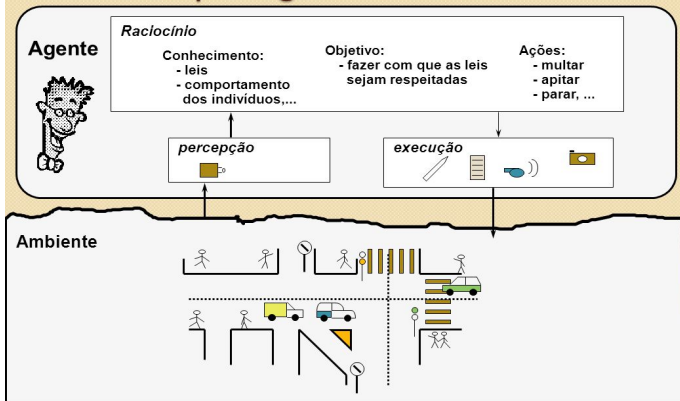 Agente
Raciocínio
Conhecimento:
- leis
- comportamento
dos indivíduos,...
Objetivo:
- fazer com que as leis
sejam respeitadas
Ações:
- multar
- apitar
- parar, ...
percepção
execução
Ambiente